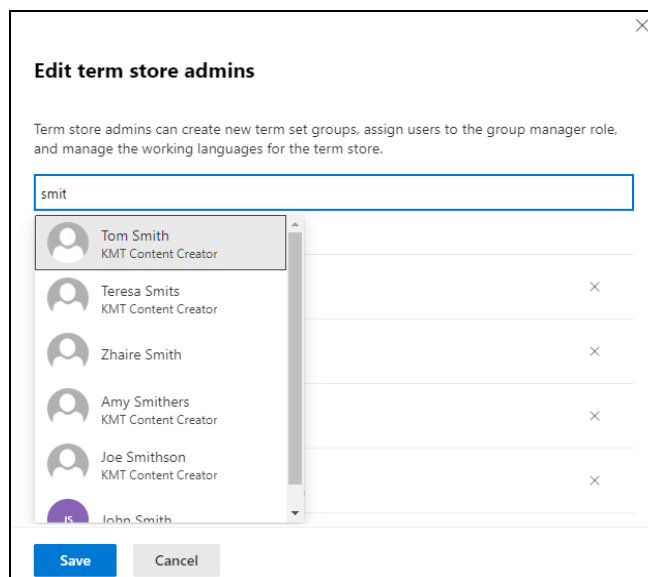 Edit term store admins
Term store admins can create new term set groups, assign users to the group manager role,
and manage the working languages for the term store.
smit
Tom Smith
KMT Content Creator
Teresa Smits
KMT Content Creator
Zhaire Smith
Amy Smithers
KMT Content Creator
Joe Smithson
KMT Content Creator
JS
John Smith
Save
Cancel